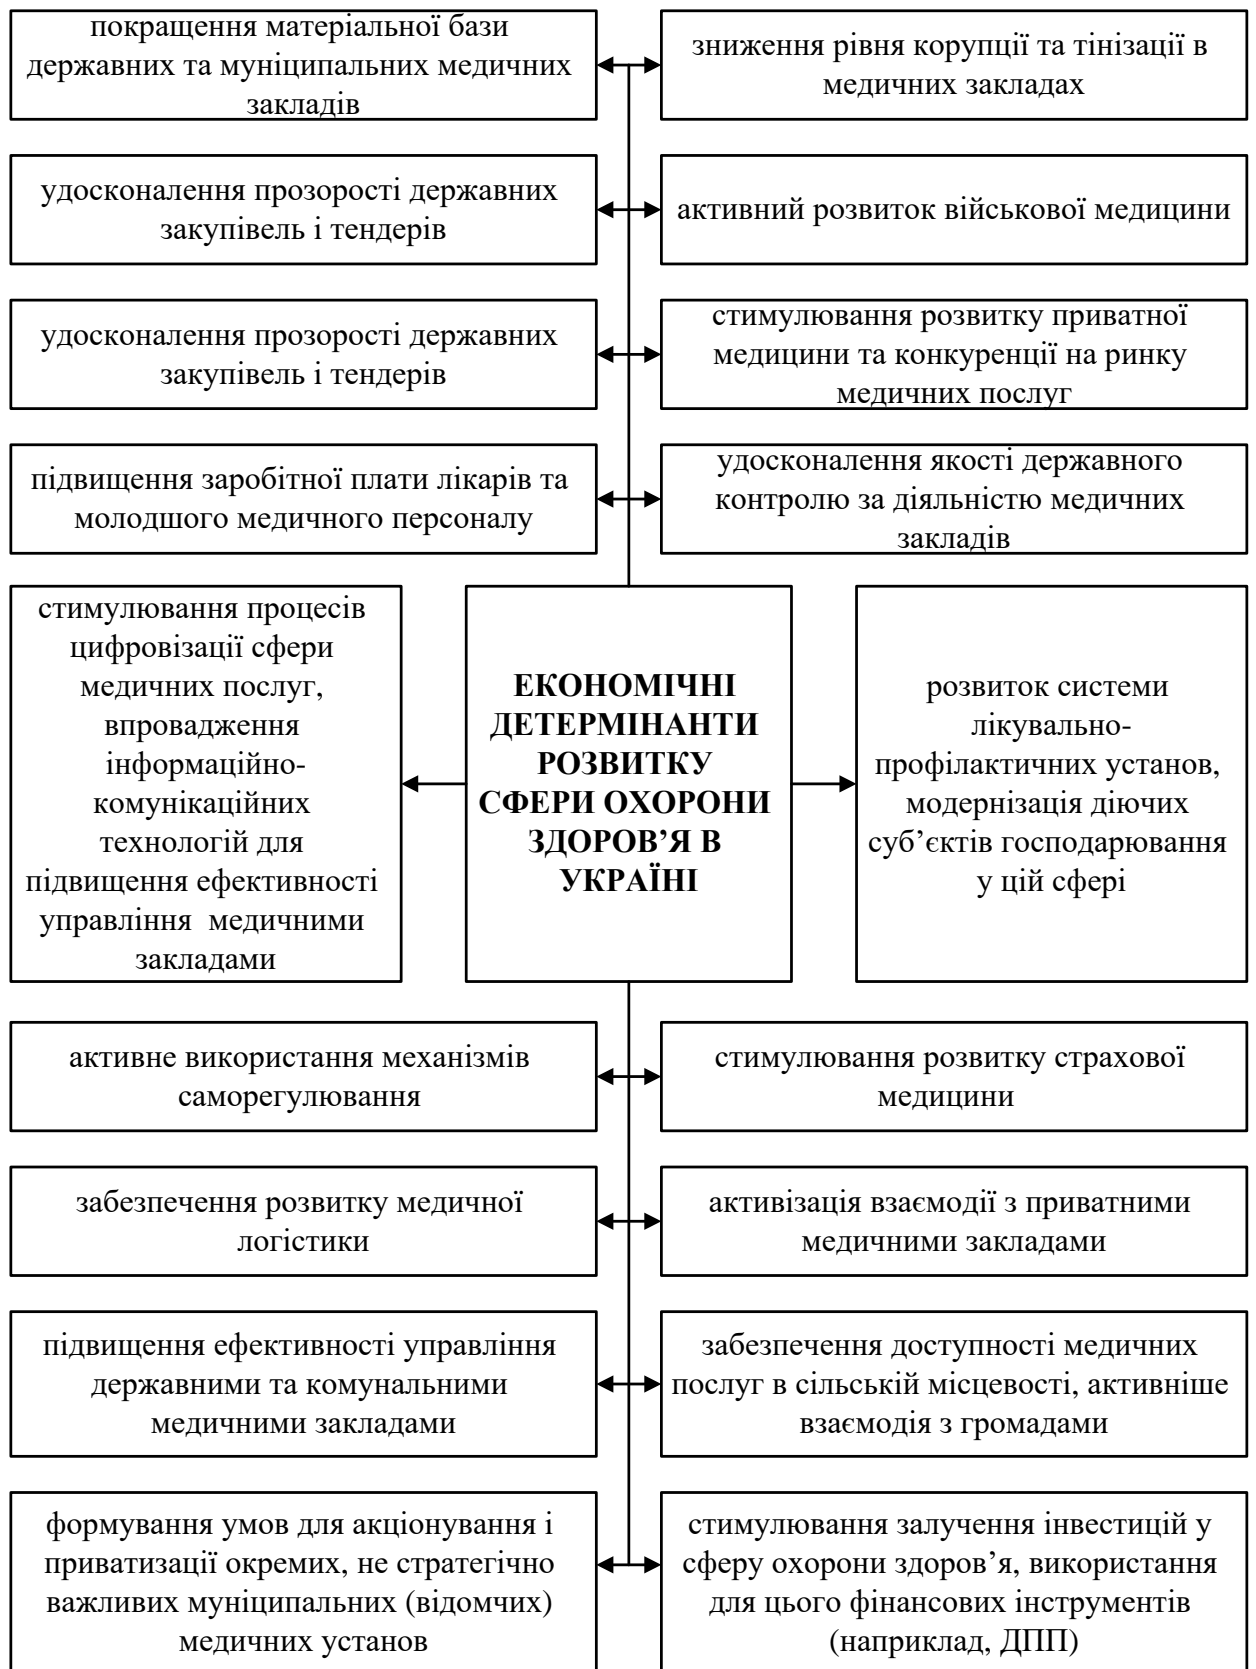 покращення матеріальної бази
державних та муніципальних медичних
закладів
зниження рівня корупції та тінізації в
медичних закладах
удосконалення прозорості державних
закупівель і тендерів
активний розвиток військової медицини
удосконалення прозорості державних
закупівель і тендерів
стимулювання розвитку приватної
медицини та конкуренції на ринку
медичних послуг
підвищення заробітної плати лікарів та
молодшого медичного персоналу
удосконалення якості державного
контролю за діяльністю медичних
закладів
стимулювання процесів
цифровізації сфери
медичних послуг,
впровадження
інформаційно-
комунікаційних
технологій для
підвищення ефективності
управління  медичними
закладами
ЕКОНОМІЧНІ
ДЕТЕРМІНАНТИ
РОЗВИТКУ
СФЕРИ ОХОРОНИ
ЗДОРОВ’Я В
УКРАЇНІ
розвиток системи
лікувально-
профілактичних установ,
модернізація діючих
суб’єктів господарювання
у цій сфері
активне використання механізмів
саморегулювання
стимулювання розвитку страхової
медицини
забезпечення розвитку медичної
логістики
активізація взаємодії з приватними
медичними закладами
підвищення ефективності управління
державними та комунальними
медичними закладами
забезпечення доступності медичних
послуг в сільській місцевості, активніше
взаємодія з громадами
формування умов для акціонування і
приватизації окремих, не стратегічно
важливих муніципальних (відомчих)
медичних установ
стимулювання залучення інвестицій у
сферу охорони здоров’я, використання
для цього фінансових інструментів
(наприклад, ДПП)